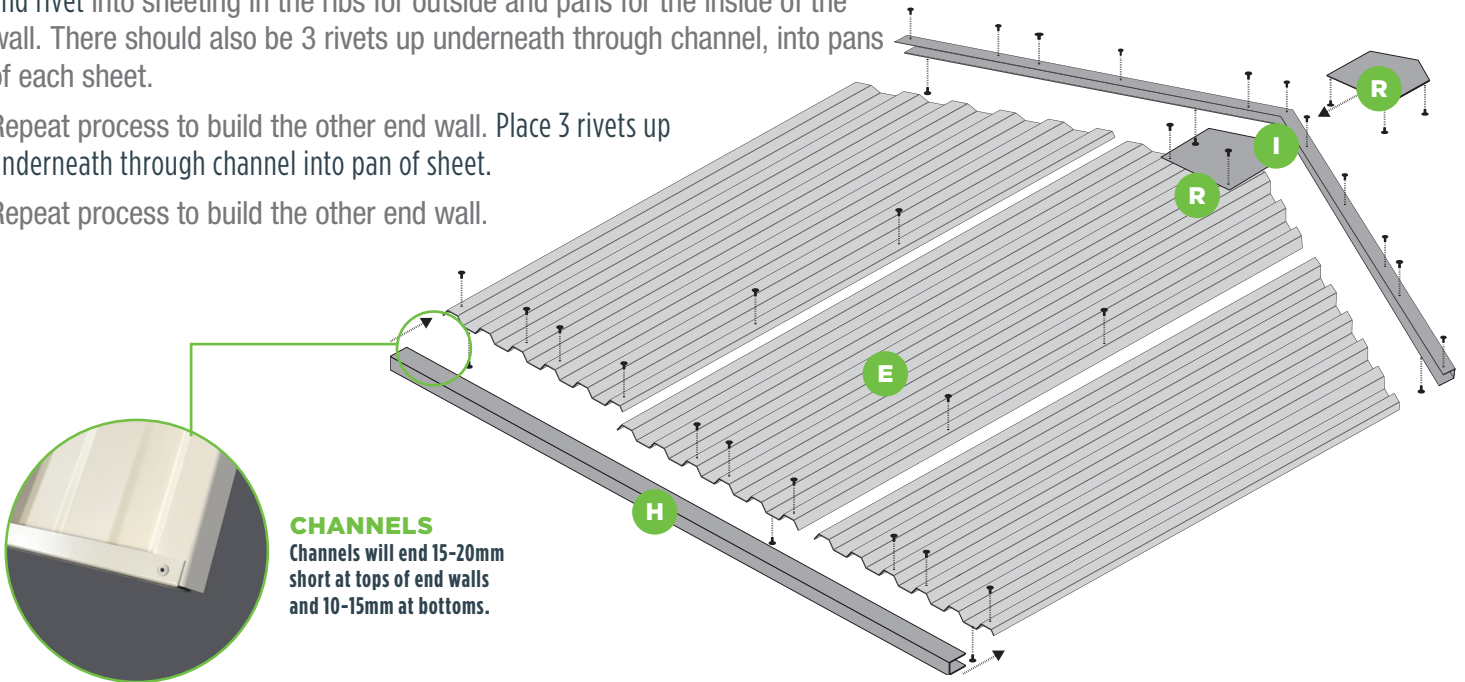 and rivet into sheeting in the ribs for outside and pans for the inside of the
wall. There should also be 3 rivets up underneath through channel, into pans
of each sheet.
Repeat process to build the other end wall. Place 3 rivets up
underneath through channel into pan of sheet.
Repeat process to build the other end wall.
R
I
R
E
H
CHANNELS
Channels will end 15-20mm
short at tops of end walls
and 10-15mm at bottoms.